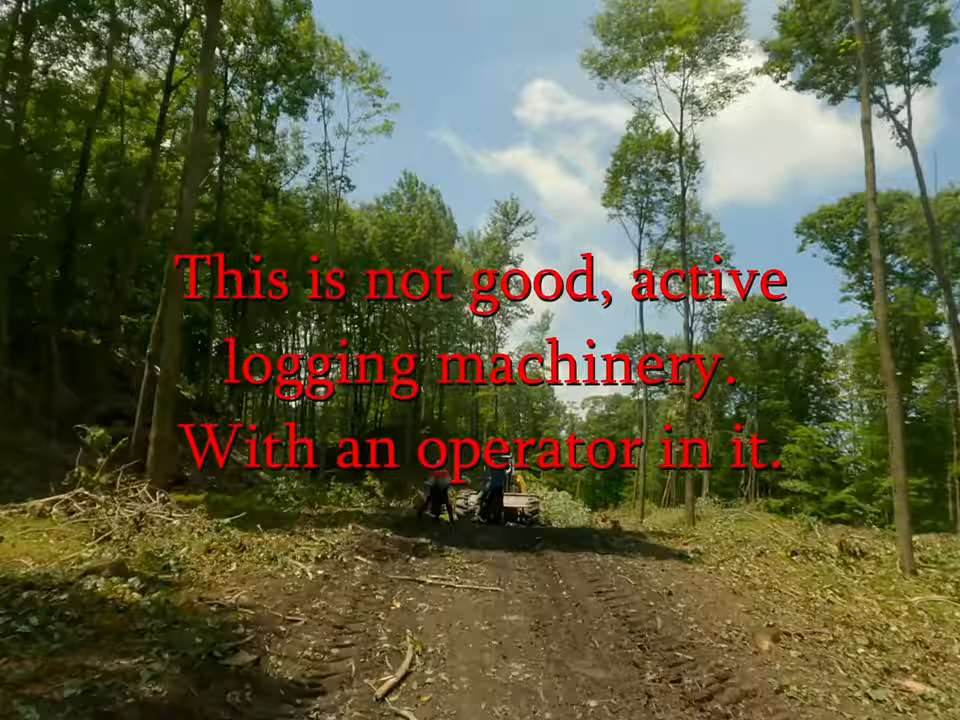 This is not good, active
logging machinery.
With an operator in it.